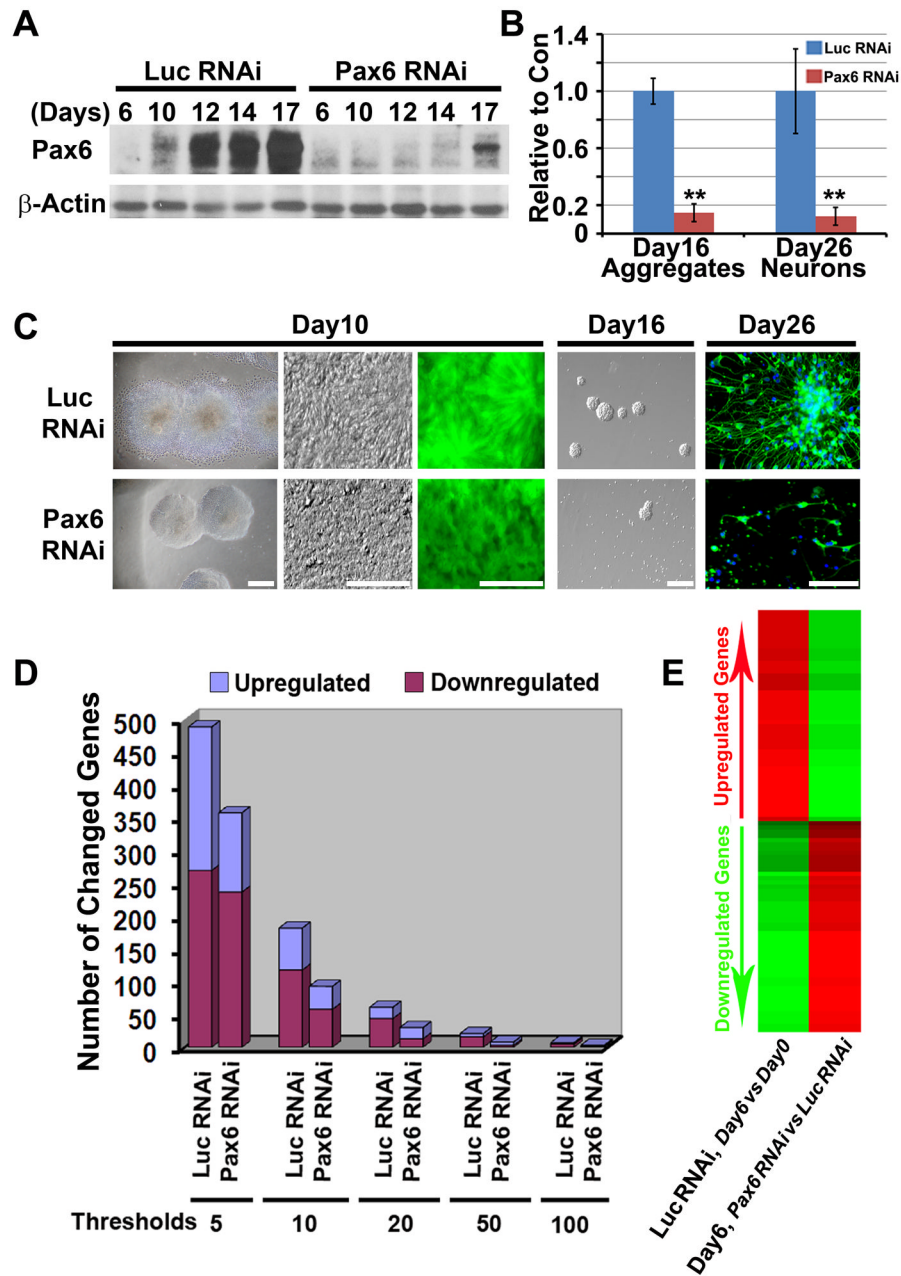 A
Luc RNAi Pax6 RNAi
(Days) 6 10 12 14 17 6 10 12 14 17
Pax6
β-Actin
B
Relative to Con
1.4
1.0
0.6
0.2
0
Luc RNAi
Pax6 RNAi
** **
Day16 Day26
Aggregates Neurons
C
Day10 Day16 Day26
Luc
RNAi
Pax6
RNAi
D
Upregulated Downregulated
Number of Changed Genes
500
450
400
350
300
250
200
150
100
50
0
Luc RNAi
Pax6 RNAi
Luc RNAi
Pax6 RNAi
Luc RNAi
Pax6 RNAi
Luc RNAi
Pax6 RNAi
Luc RNAi
Pax6 RNAi
Thresholds 5 10 20 50 100
E
Upregulated Genes
Downregulated Genes
Luc RNAi, Day6 vs Day0
Day6, Pax6 RNAi vs Luc RNAi